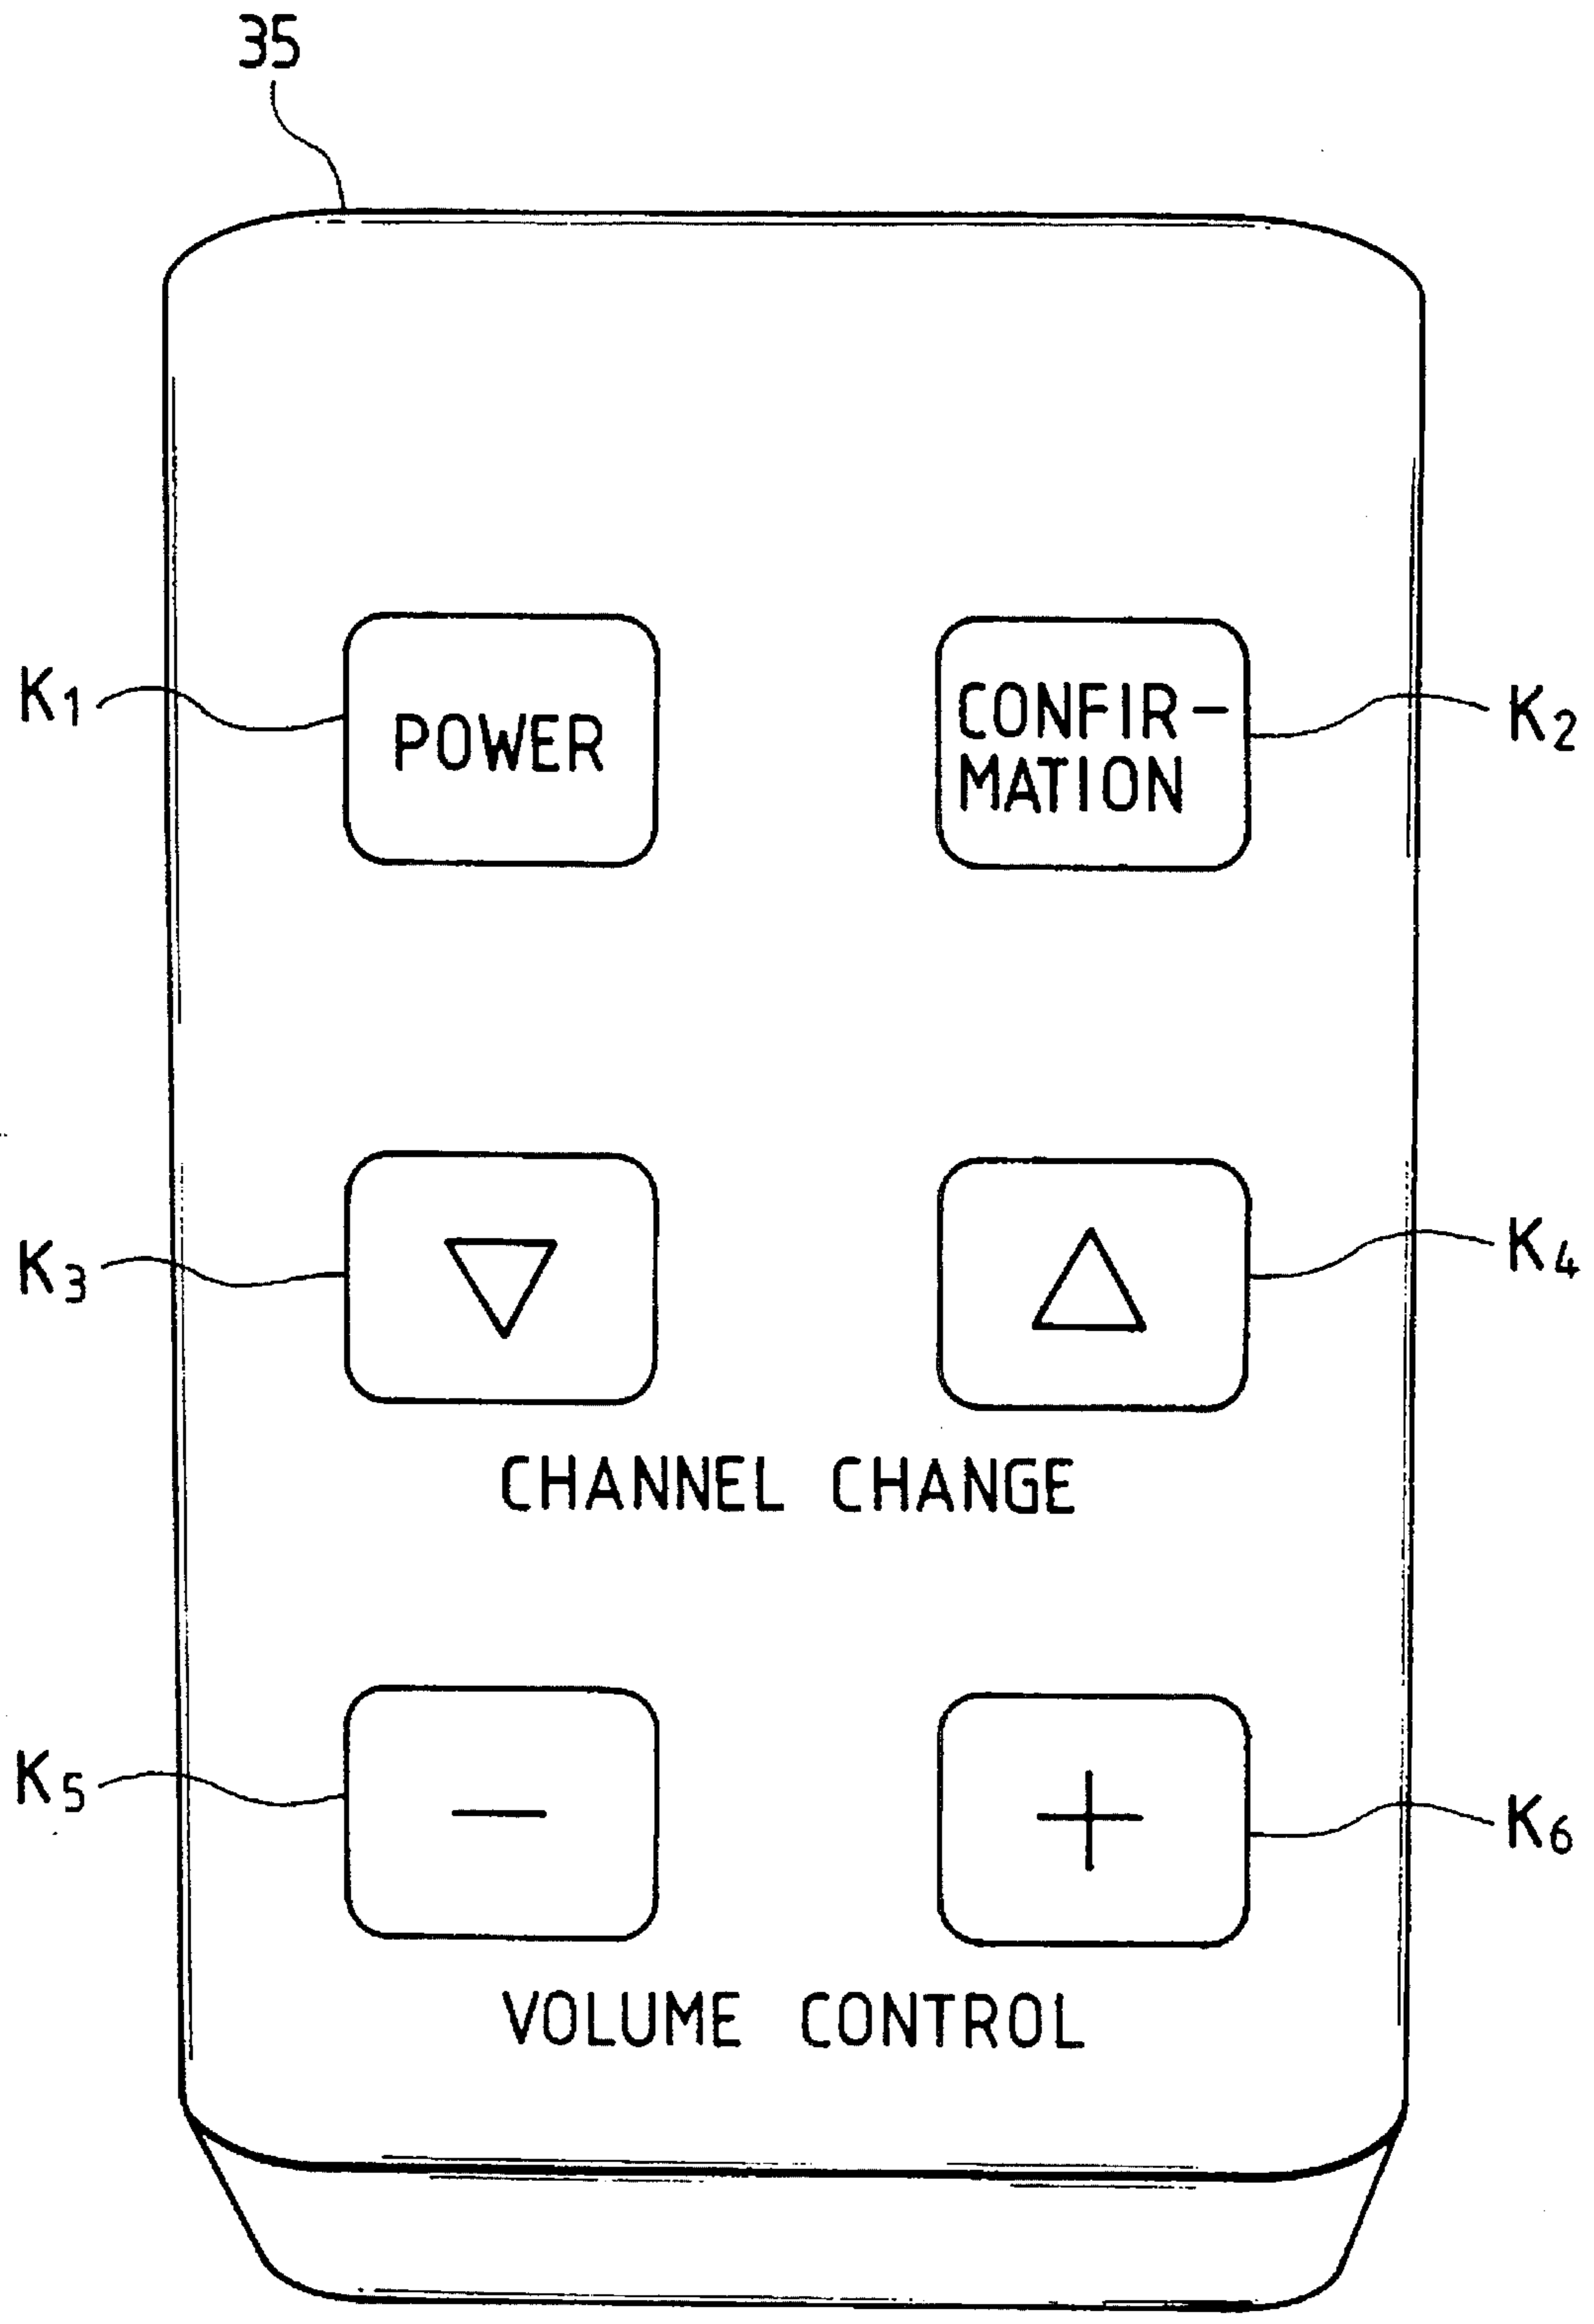 35
K1
POWER
CONFIR-
MATION
K2
K3
K4
CHANNEL CHANGE
K5
–
+
K6
VOLUME CONTROL